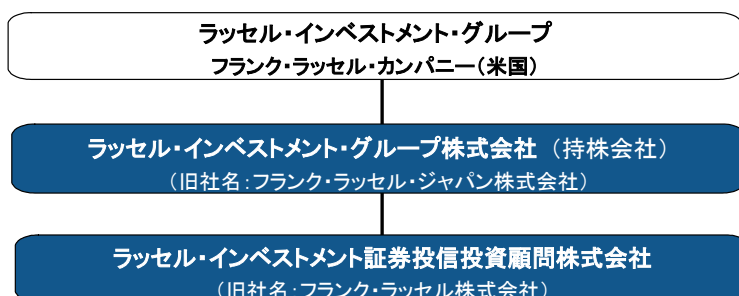 ラッセル・インベストメント・グループ
フランク・ラッセル・カンパニー(米国)
ラッセル・インベストメント・グループ株式会社 (持株会社)
(旧社名:フランク・ラッセル・ジャパン株式会社)
ラッセル・インベストメント証券投信投資顧問株式会社
(旧社名:フランク・ラッセル株式会社)